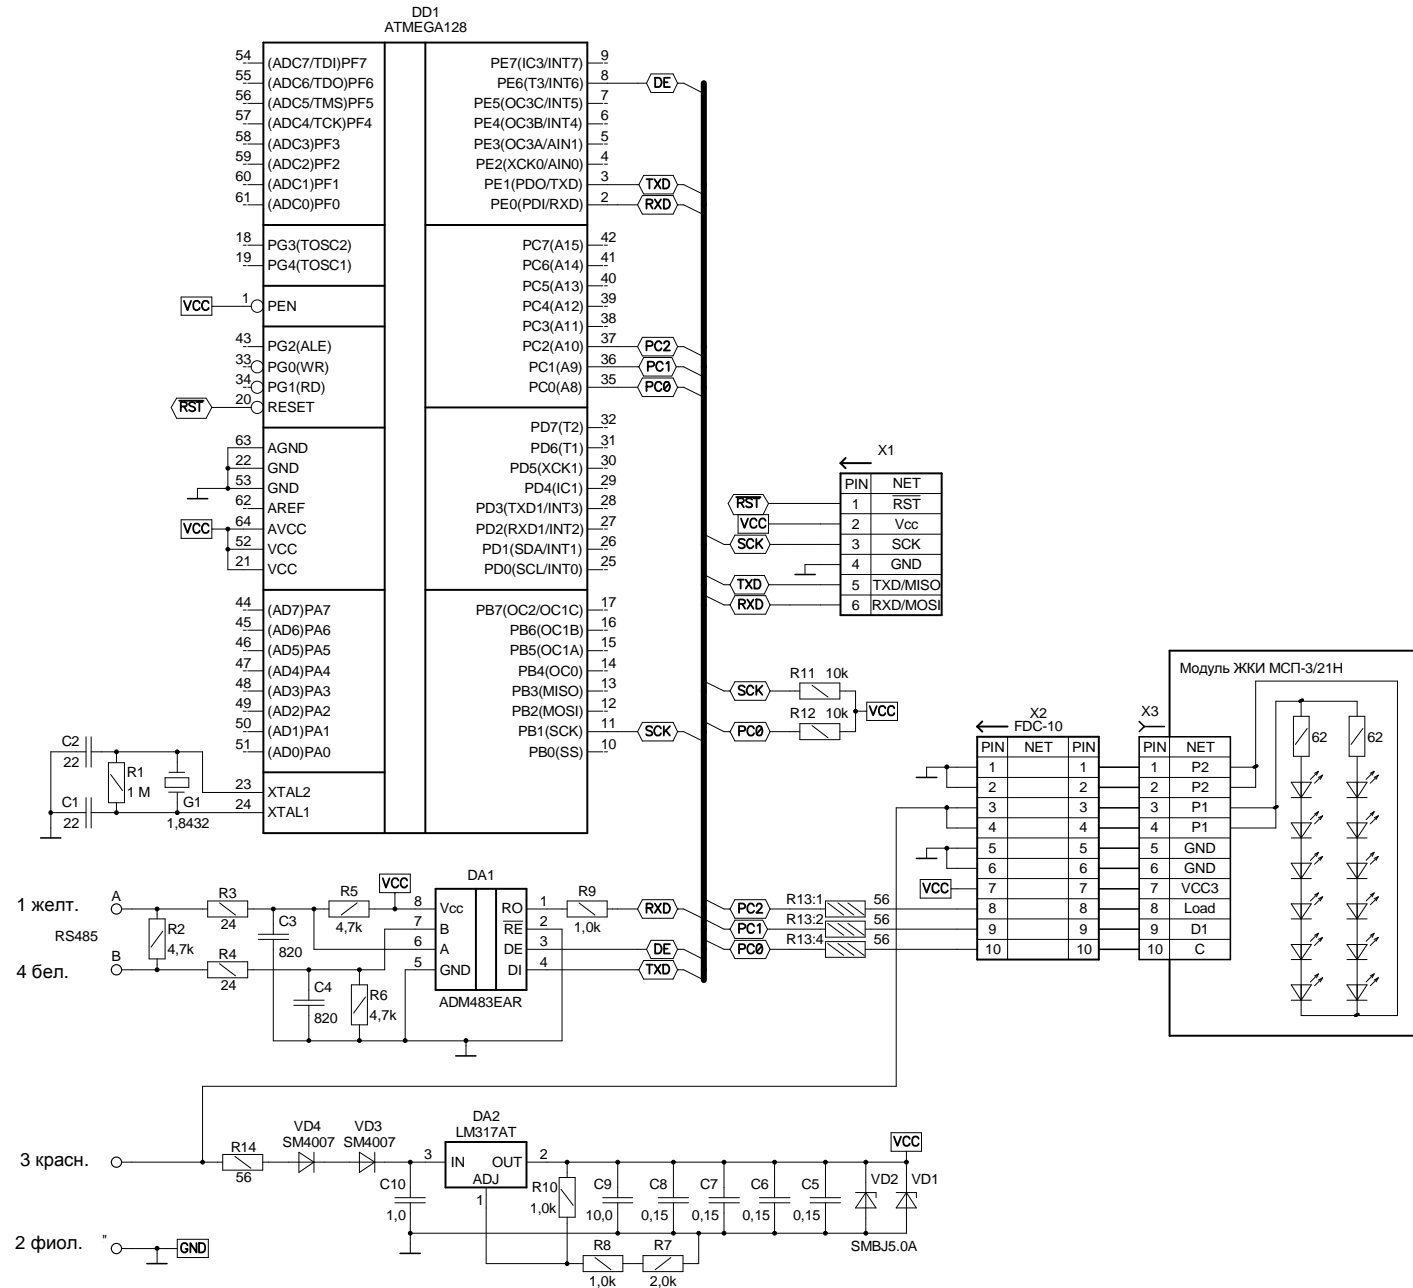 DD1
ATMEGA128
54 (ADC7/TDI)PF7 PE7(IC3/INT7) 9
55 (ADC6/TDO)PF6 PE6(T3/INT6) 8 DE
56 (ADC5/TMS)PF5 PE5(OC3C/INT5) 7
57 (ADC4/TCK)PF4 PE4(OC3B/INT4) 6
58 (ADC3)PF3 PE3(OC3A/AIN1) 5
59 (ADC2)PF2 PE2(XCK0/AIN0) 4
60 (ADC1)PF1 PE1(PDO/TXD) 3 TXD
61 (ADC0)PF0 PE0(PDI/RXD) 2 RXD
18 PG3(TOSC2) PC7(A15) 42
19 PG4(TOSC1) PC6(A14) 41
PC5(A13) 40
VCC 1 PEN PC4(A12) 39
PC3(A11) 38
43 PG2(ALE) PC2(A10) 37 PC2
33 PG0(WR) PC1(A9) 36 PC1
34 PG1(RD) PC0(A8) 35 PC0
RST 20 RESET
PD7(T2) 32
63 AGND PD6(T1) 31
22 GND PD5(XCK1) 30
53 GND PD4(IC1) 29
62 AREF PD3(TXD1/INT3) 28
VCC 64 AVCC PD2(RXD1/INT2) 27
52 VCC PD1(SDA/INT1) 26
21 VCC PD0(SCL/INT0) 25
44 (AD7)PA7 PB7(OC2/OC1C) 17
45 (AD6)PA6 PB6(OC1B) 16
46 (AD5)PA5 PB5(OC1A) 15
47 (AD4)PA4 PB4(OC0) 14
48 (AD3)PA3 PB3(MISO) 13
49 (AD2)PA2 PB2(MOSI) 12
50 (AD1)PA1 PB1(SCK) 11 SCK
51 (AD0)PA0 PB0(SS) 10
23 XTAL2
24 XTAL1
C2
22
R1
1 M
G1
1,8432
C1
22
X1
PIN NET
RST 1 RST
VCC 2 Vcc
SCK 3 SCK
4 GND
TXD 5 TXD/MISO
RXD 6 RXD/MOSI
SCK R11 10k
PC0 R12 10k
VCC
X2
FDC-10
PIN NET PIN
1 1
2 2
3 3
4 4
5 5
6 6
VCC 7 7
8 8
9 9
10 10
PC2 R13:1 56
PC1 R13:2 56
PC0 R13:4 56
X3
PIN NET
1 P2
2 P2
3 P1
4 P1
5 GND
6 GND
7 VCC3
8 Load
9 D1
10 C
Модуль ЖКИ МСП-3/21Н
62
62
1 желт. A
RS485
4 бел. B
R2
4,7k
R3
24
R4
24
C3
820
C4
820
R5
4,7k
R6
4,7k
VCC
DA1
8 Vcc RO 1
7 B RE 2
6 A DE 3
5 GND DI 4
ADM483EAR
R9
1,0k
RXD
DE
TXD
3 красн.
R14
56
VD4
SM4007
VD3
SM4007
C10
1,0
DA2
LM317AT
3 IN OUT 2
ADJ
1
R10
1,0k
R8
1,0k
R7
2,0k
C9
10,0
C8
0,15
C7
0,15
C6
0,15
C5
0,15
VD2
VD1
VCC
SMBJ5.0A
2 фиол. "
GND